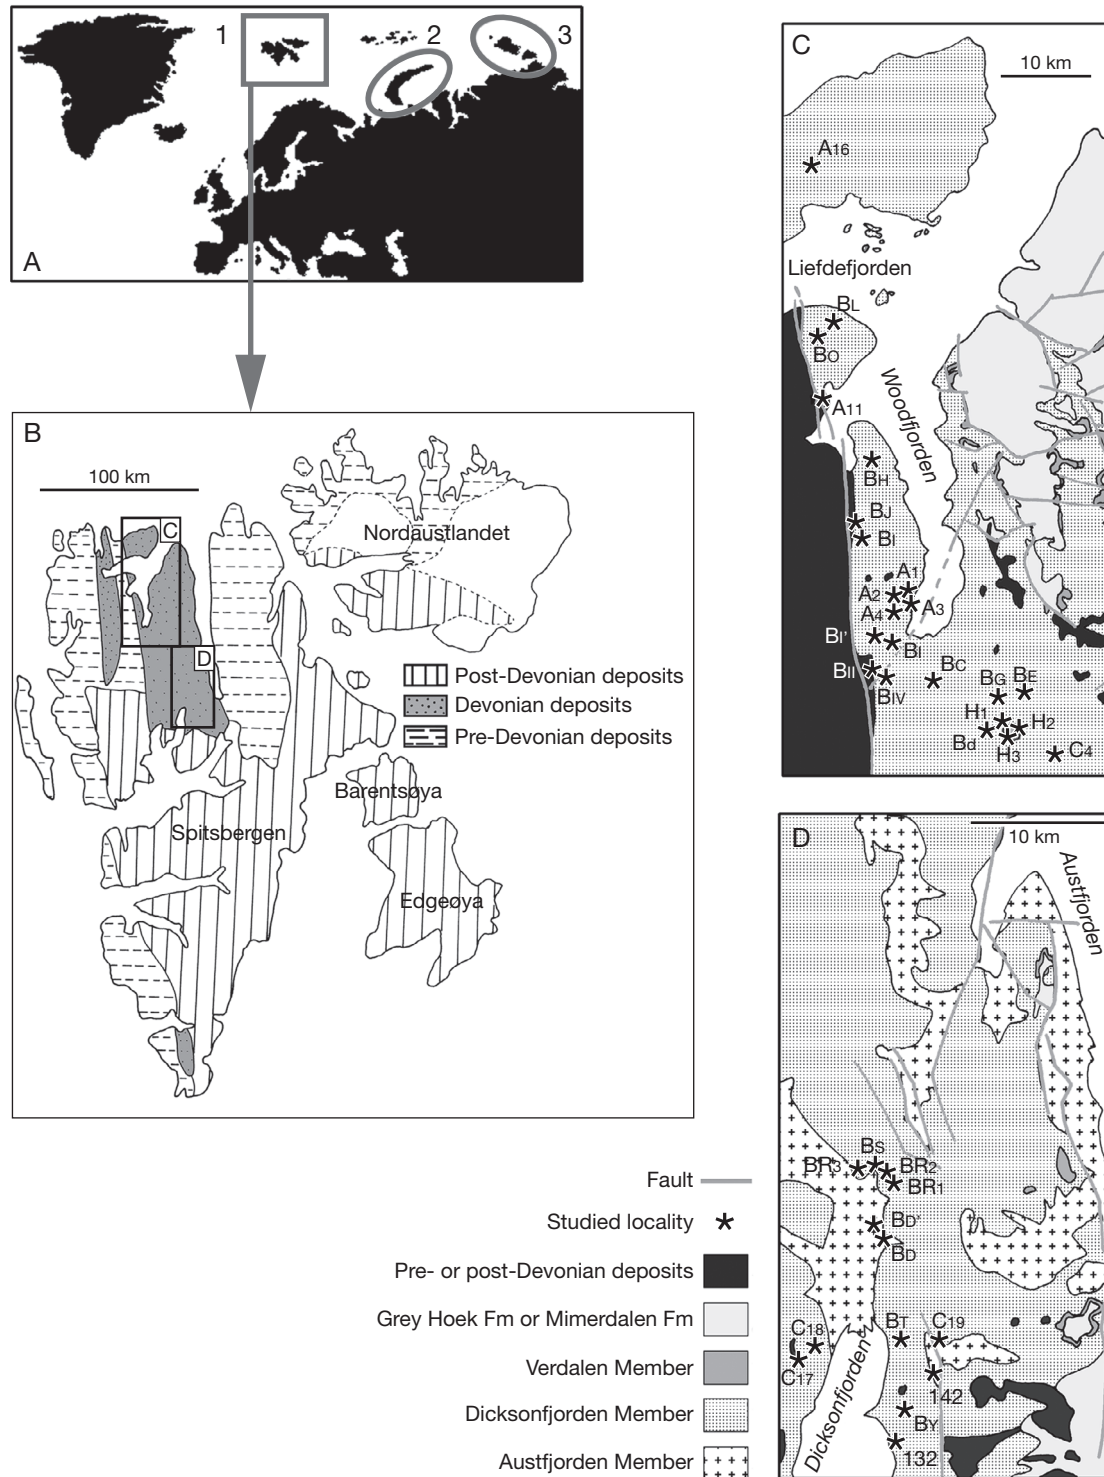 1
2
3
A
B
100 km
C
D
Nordaustlandet
Post-Devonian deposits
Devonian deposits
Pre-Devonian deposits
Barentsøya
Spitsbergen
Edgeøya
Fault
Studied locality
Pre- or post-Devonian deposits
Grey Hoek Fm or Mimerdalen Fm
Verdalen Member
Dicksonfjorden Member
Austfjorden Member
C
10 km
A16
Liefdefjorden
BL
BO
A11
Woodfjorden
BH
BJ
BI
A1
A2
A3
A4
BI'
BI
BII
BIV
BC
BG
BE
H1
H2
Bd
H3
C4
D
10 km
Austfjorden
BS
BR3
BR2
BR1
BD'
BD
BT
C19
C18
C17
142
BY
132
Dicksonfjorden